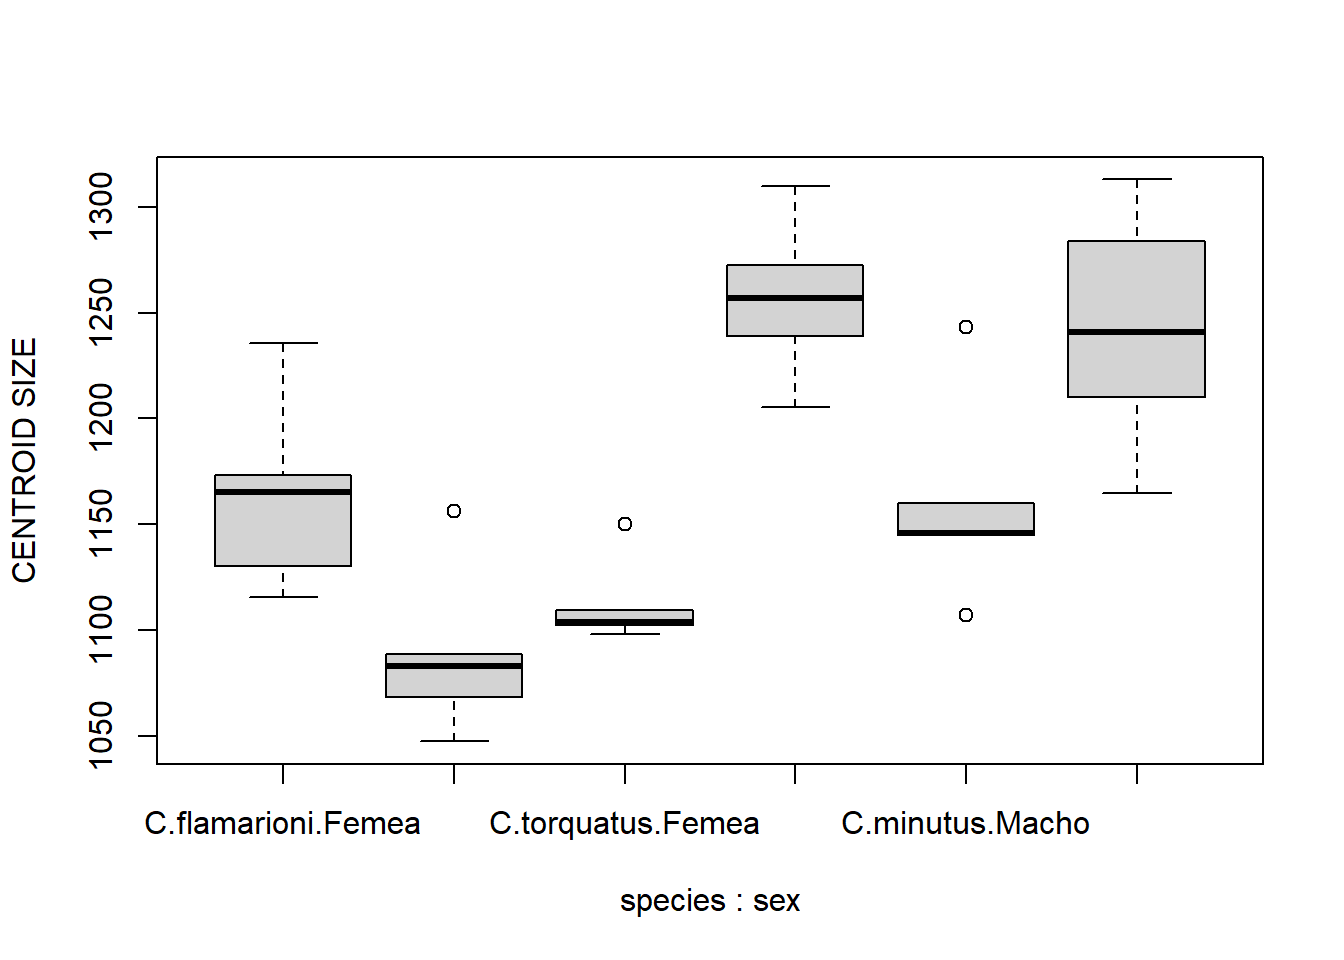 CENTROID SIZE
1300
1250
1200
1150
1100
1050
C.flamarioni.Femea C.torquatus.Femea C.minutus.Macho
species : sex